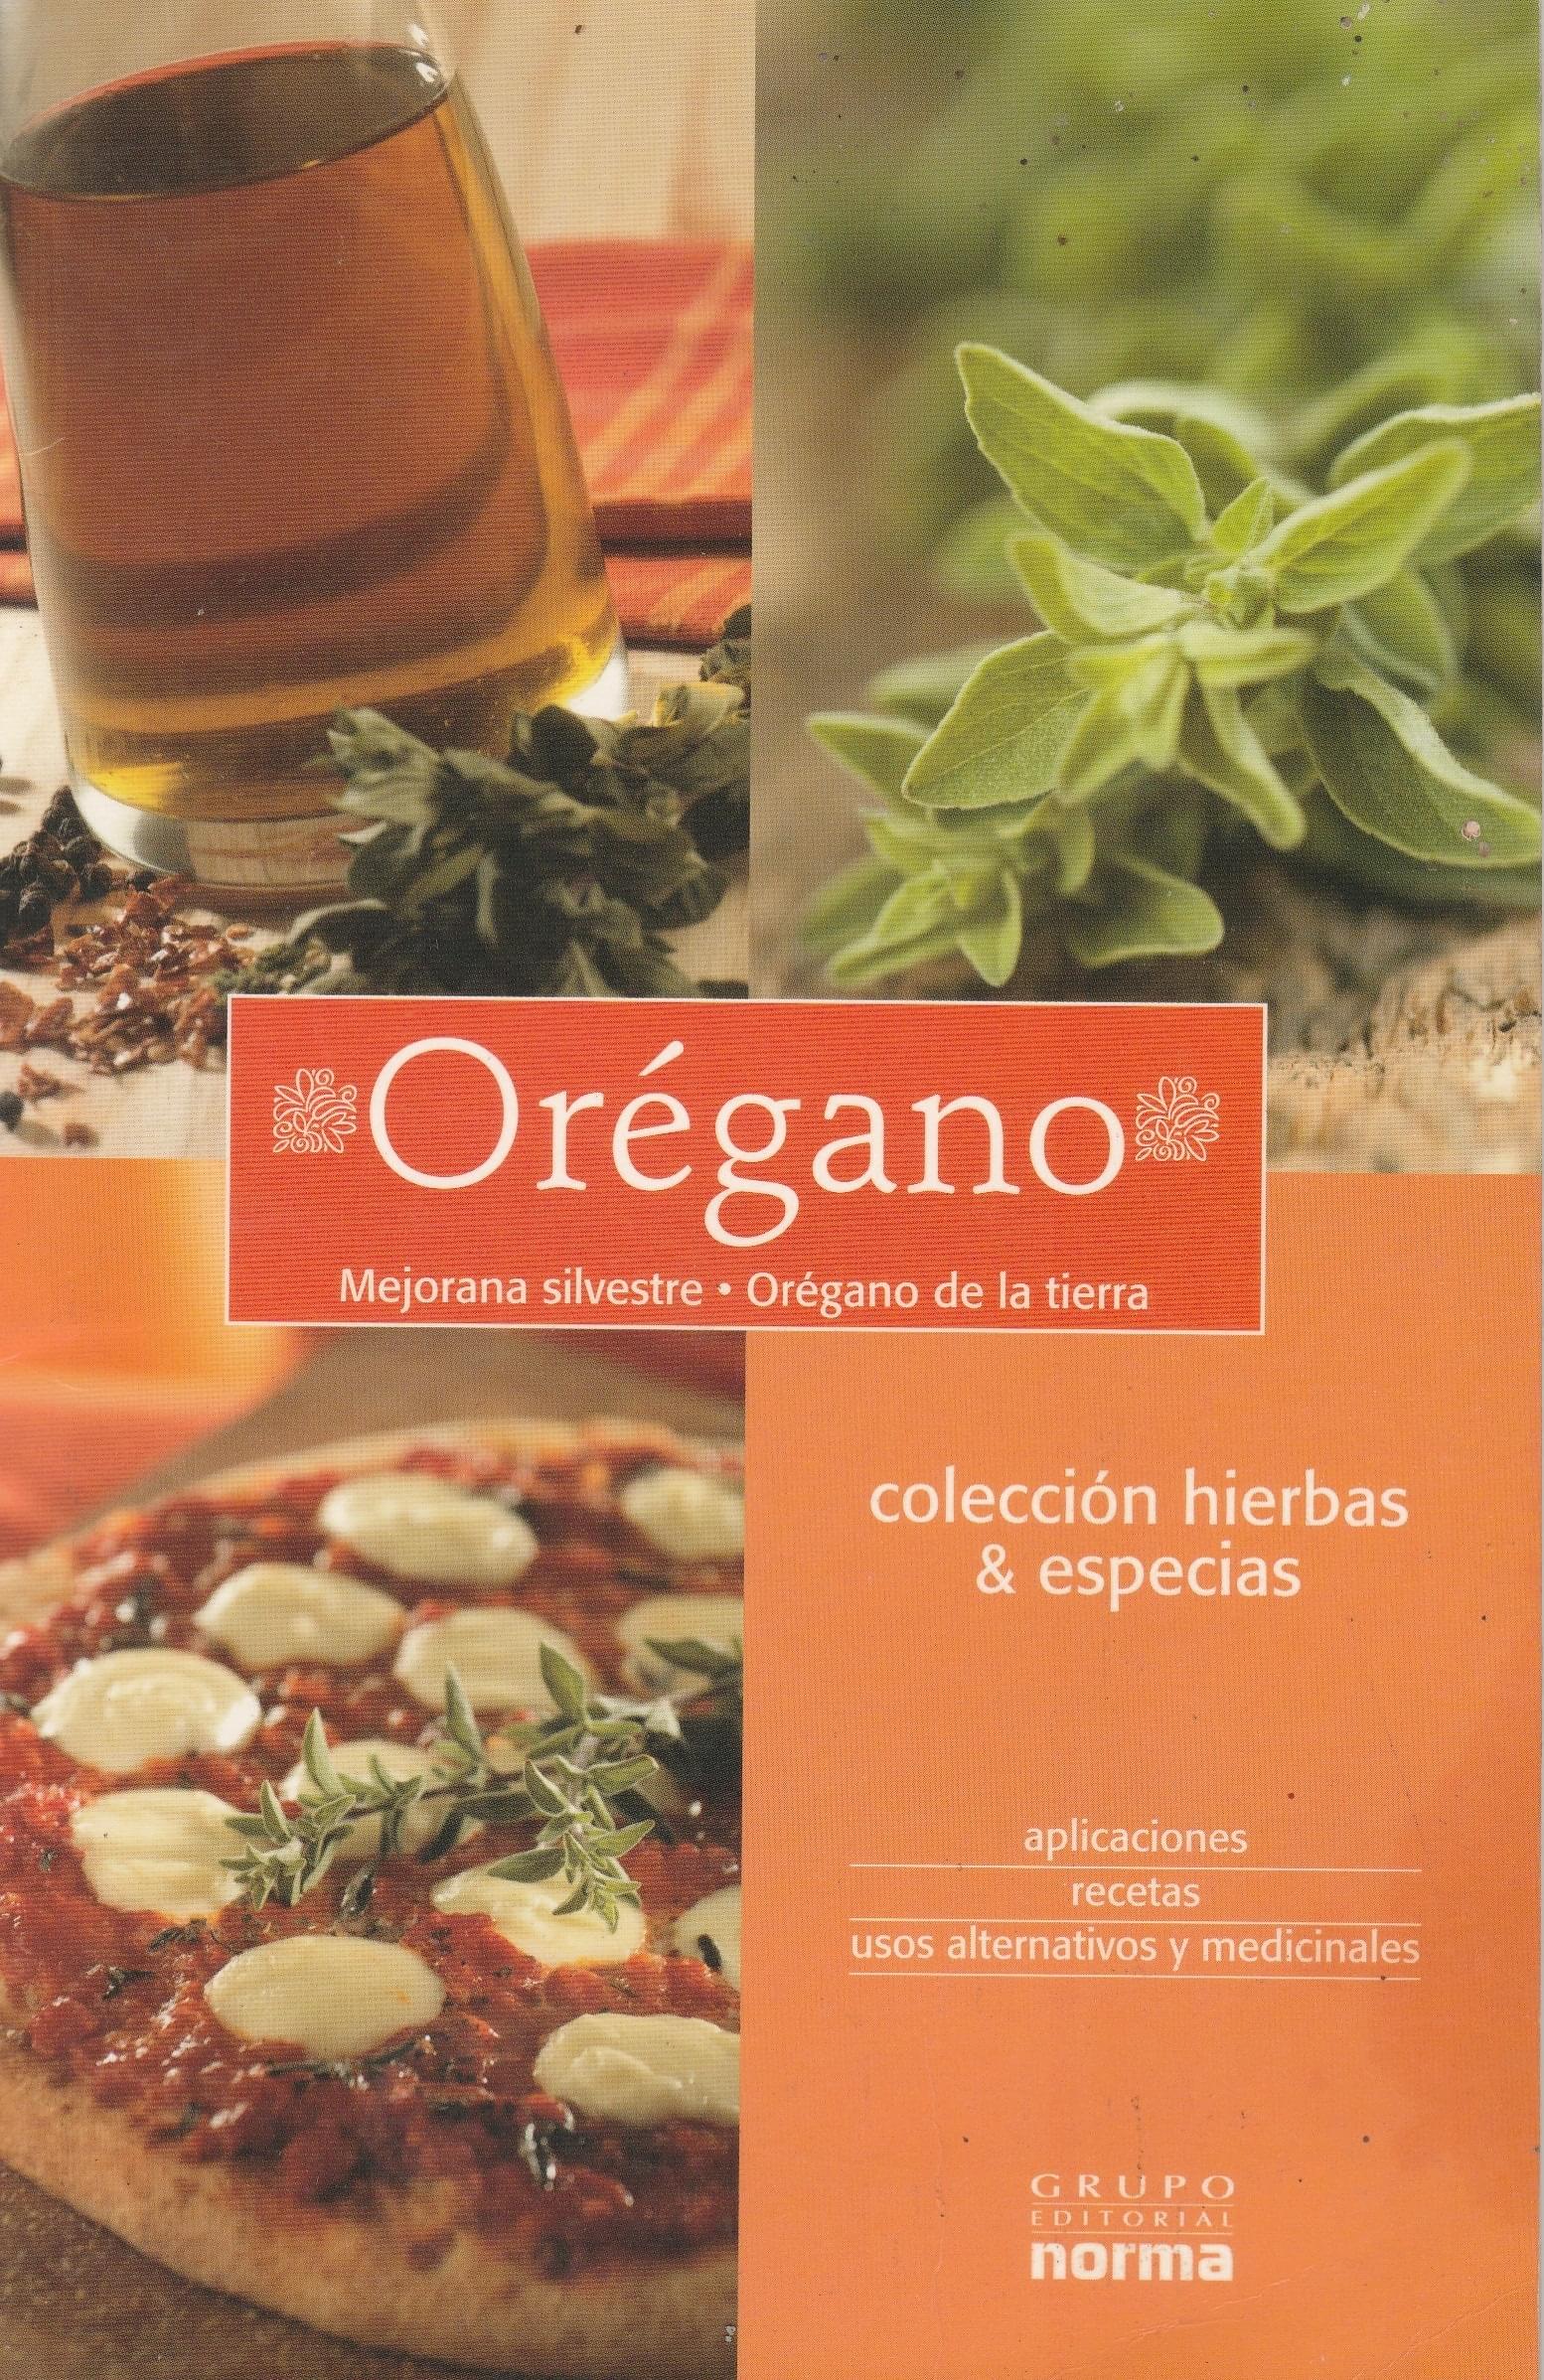 Orégano
Mejorana silvestre • Orégano de la tierra
colección hierbas
& especias
aplicaciones
recetas
usos alternativos y medicinales
GRUPO
EDITORIAL
norma